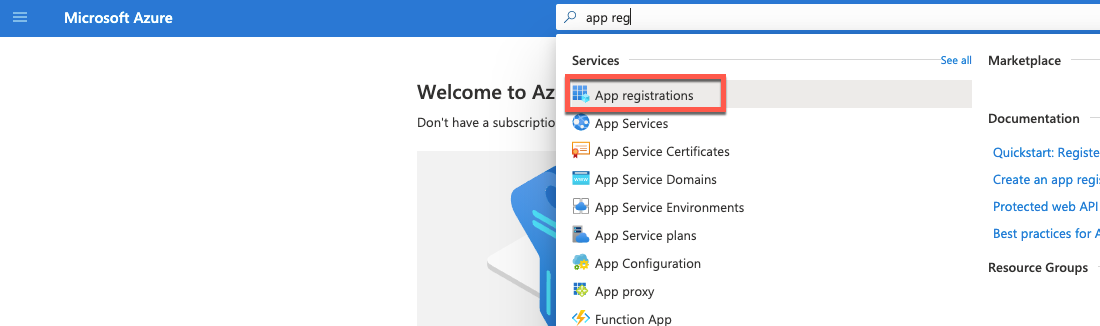 Microsoft Azure
app reg
Welcome to Az
Don't have a subscriptio
Services
See all
App registrations
App Services
App Service Certificates
App Service Domains
App Service Environments
App Service plans
App Configuration
App proxy
Function App
Marketplace
Documentation
Quickstart: Registe
Create an app regi
Protected web API
Best practices for A
Resource Groups